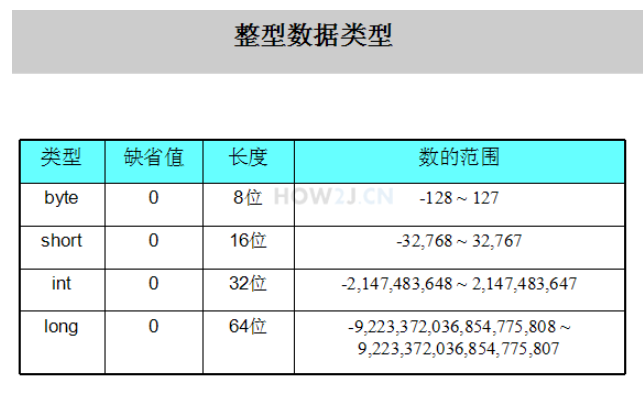 整型数据类型
类型 缺省值 长度 数的范围
byte 0 8位 -128 ~ 127
HOW2J.CN
short 0 16位 -32,768 ~ 32,767
int 0 32位 -2,147,483,648 ~ 2,147,483,647
long 0 64位 -9,223,372,036,854,775,808 ~
9,223,372,036,854,775,807